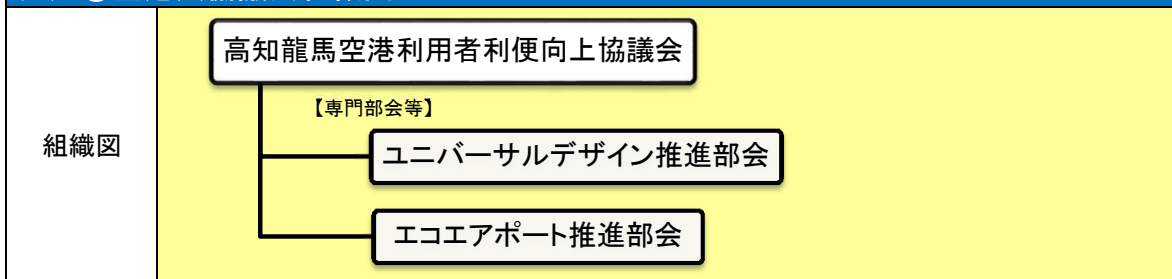 高知龍馬空港利用者利便向上協議会
【専門部会等】
組織図
ユニバーサルデザイン推進部会
エコエアポート推進部会